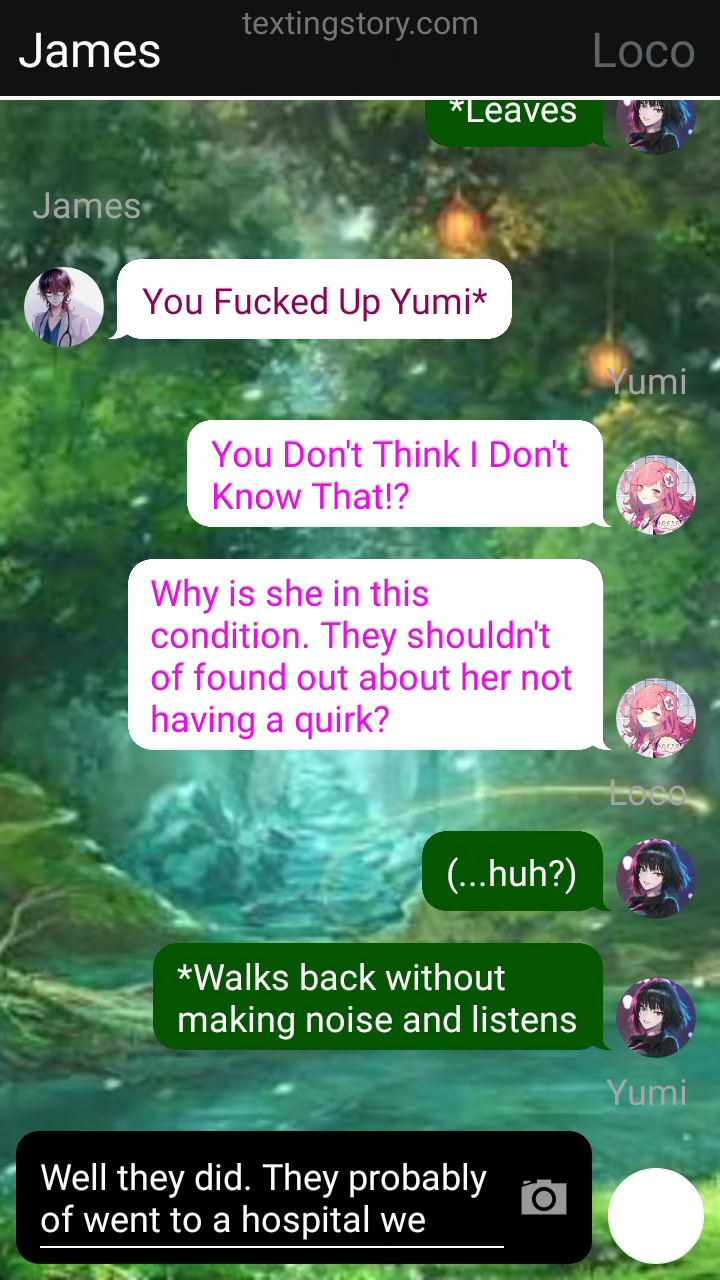 textingstory.com
James
Loco
*Leaves
James
You Fucked Up Yumi*
Yumi
You Don't Think I Don't
Know That!?
Why is she in this
condition. They shouldn't
of found out about her not
having a quirk?
Loco
(...huh?)
*Walks back without
making noise and listens
Yumi
Well they did. They probably
of went to a hospital we